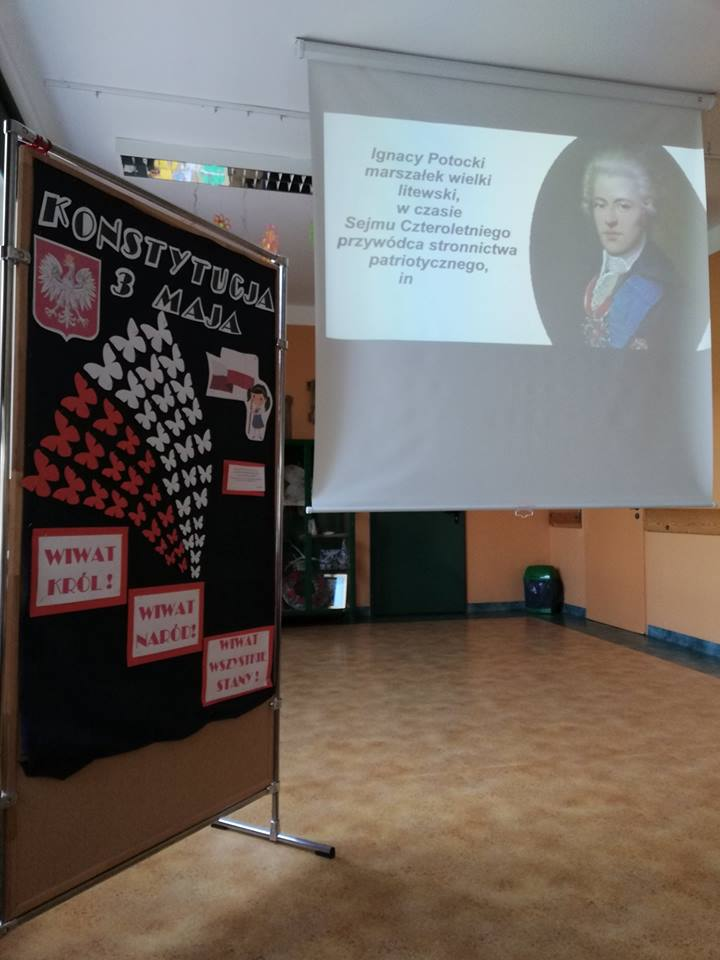 KONSTYTUCJA
3 MAJA
WIWAT
KRÓL!
WIWAT
NARÓD!
WIWAT
WSZYSTKIE
STANY!
Ignacy Potocki
marszałek wielki
litewski,
w czasie
Sejmu Czteroletniego
przywódca stronnictwa
patriotycznego,
in